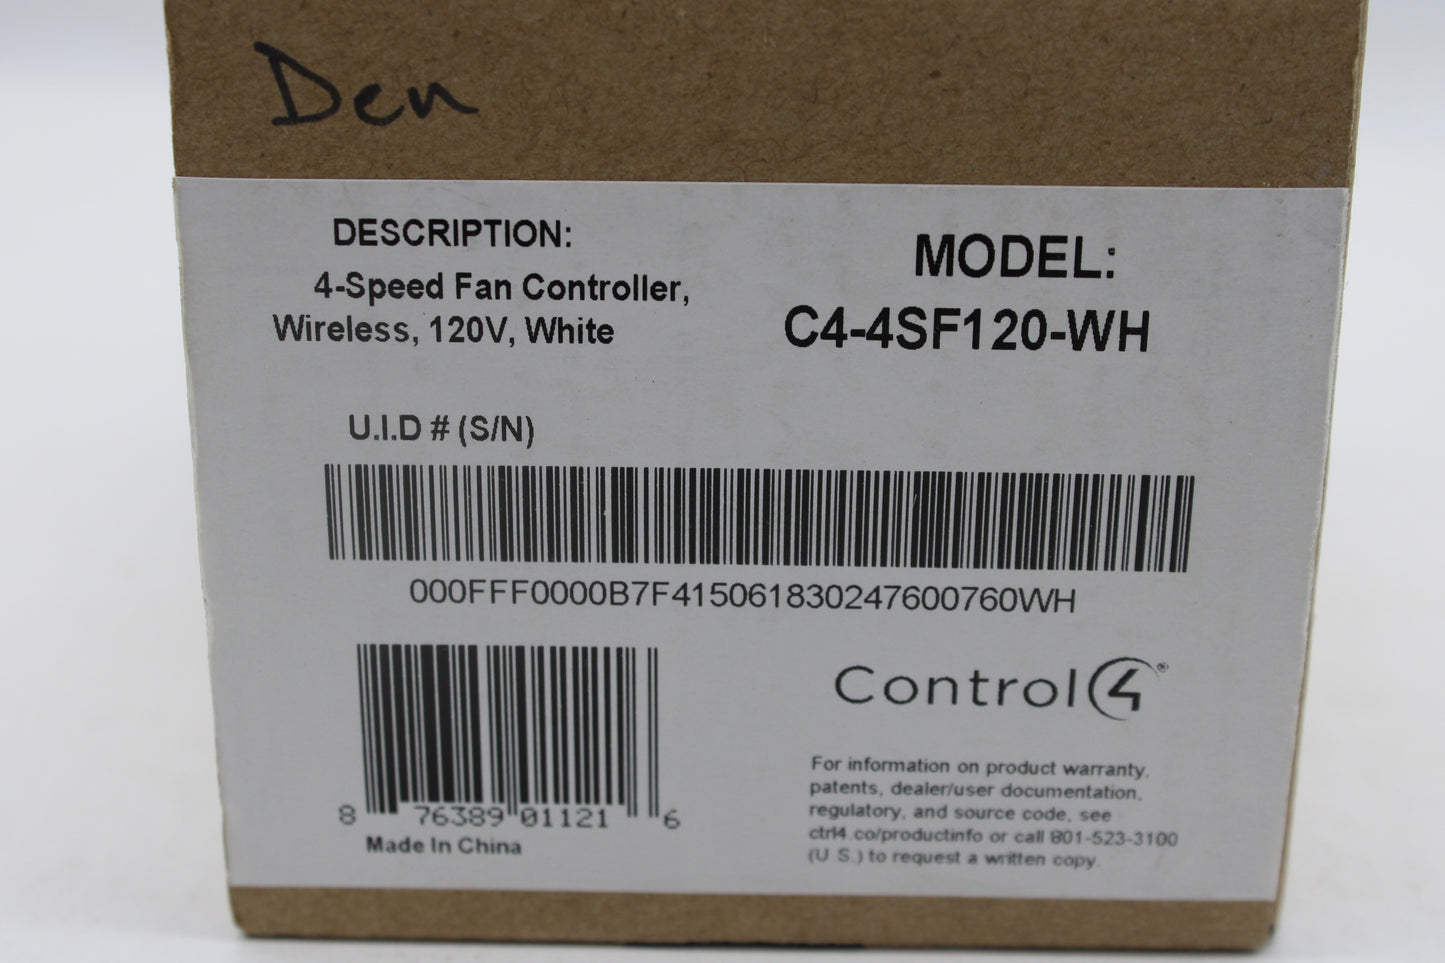 Den
DESCRIPTION:
4-Speed Fan Controller,
Wireless, 120V, White
MODEL:
C4-4SF120-WH
U.I.D # (S/N)
000FFF0000B7F415061830247600760WH
8 76389 01121 6
Made In China
Control4®
For information on product warranty,
patents, dealer/user documentation,
regulatory, and source code, see
ctrl4.co/productinfo or call 801-523-3100
(U.S.) to request a written copy.